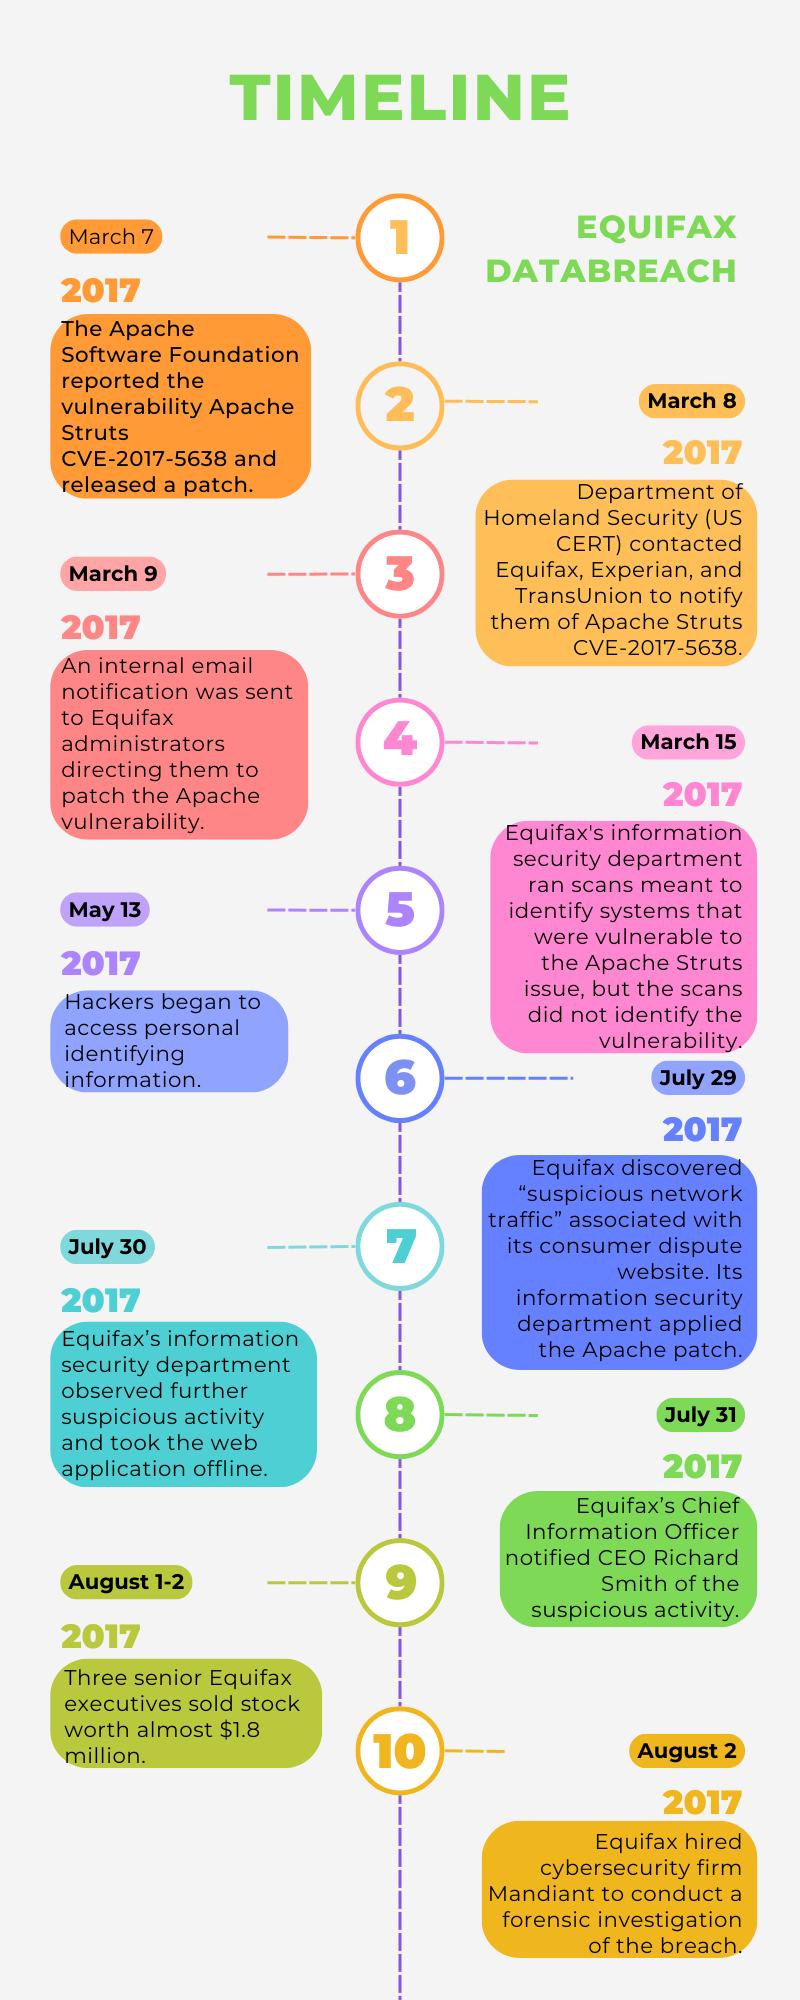 TIMELINE
EQUIFAX
DATABREACH
1
March 7
2017
The Apache
Software Foundation
reported the
vulnerability Apache
Struts
CVE-2017-5638 and
released a patch.
2
March 8
2017
Department of
Homeland Security (US
CERT) contacted
Equifax, Experian, and
TransUnion to notify
them of Apache Struts
CVE-2017-5638.
3
March 9
2017
An internal email
notification was sent
to Equifax
administrators
directing them to
patch the Apache
vulnerability.
4
March 15
2017
Equifax's information
security department
ran scans meant to
identify systems that
were vulnerable to
the Apache Struts
issue, but the scans
did not identify the
vulnerability.
5
May 13
2017
Hackers began to
access personal
identifying
information.
6
July 29
2017
Equifax discovered
“suspicious network
traffic” associated with
its consumer dispute
website. Its
information security
department applied
the Apache patch.
7
July 30
2017
Equifax’s information
security department
observed further
suspicious activity
and took the web
application offline.
8
July 31
2017
Equifax’s Chief
Information Officer
notified CEO Richard
Smith of the
suspicious activity.
9
August 1-2
2017
Three senior Equifax
executives sold stock
worth almost $1.8
million.
10
August 2
2017
Equifax hired
cybersecurity firm
Mandiant to conduct a
forensic investigation
of the breach.